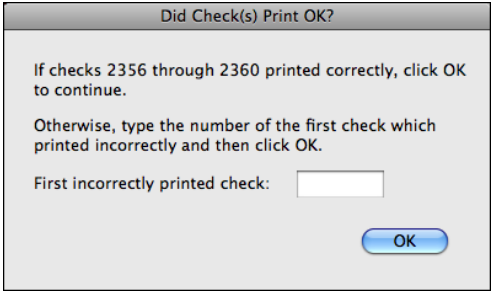 Did Check(s) Print OK?
If checks 2356 through 2360 printed correctly, click OK
to continue.
Otherwise, type the number of the first check which
printed incorrectly and then click OK.
First incorrectly printed check:
OK